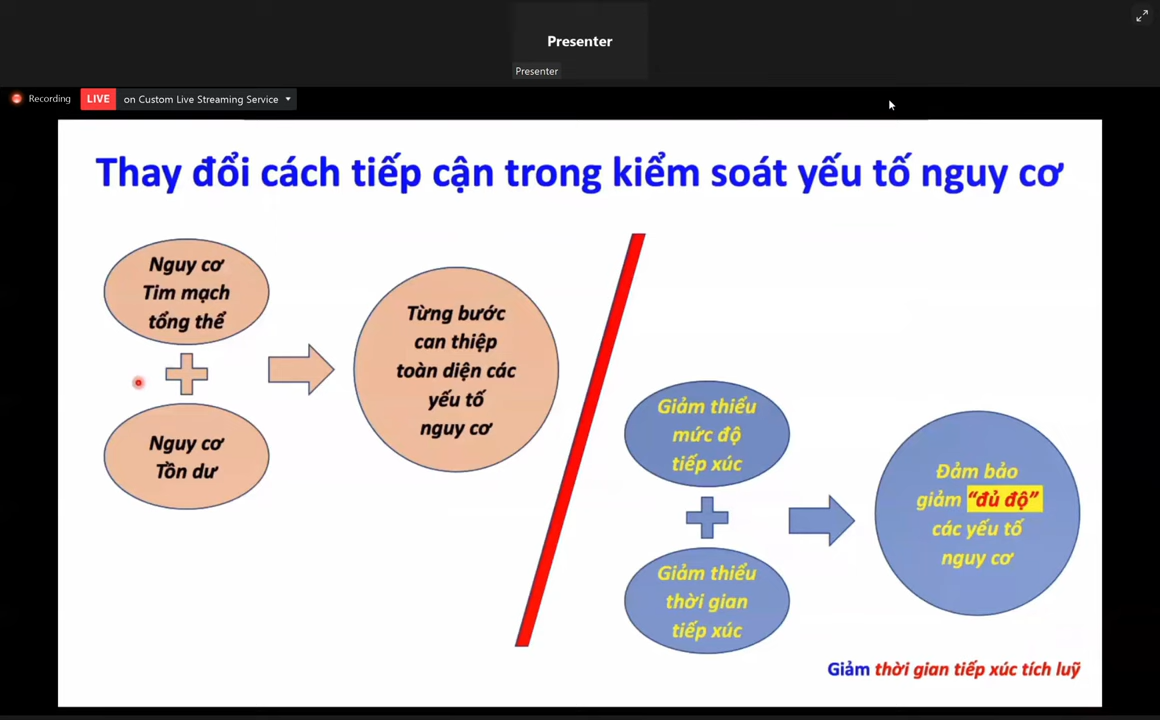 Presenter
Presenter
Recording
LIVE
on Custom Live Streaming Service
Thay đổi cách tiếp cận trong kiểm soát yếu tố nguy cơ
Nguy cơ
Tim mạch
tổng thể
Nguy cơ
Tồn dư
Từng bước
can thiệp
toàn diện các
yếu tố
nguy cơ
Giảm thiểu
mức độ
tiếp xúc
Giảm thiểu
thời gian
tiếp xúc
Đảm bảo
giảm “đủ độ”
các yếu tố
nguy cơ
Giảm thời gian tiếp xúc tích luỹ